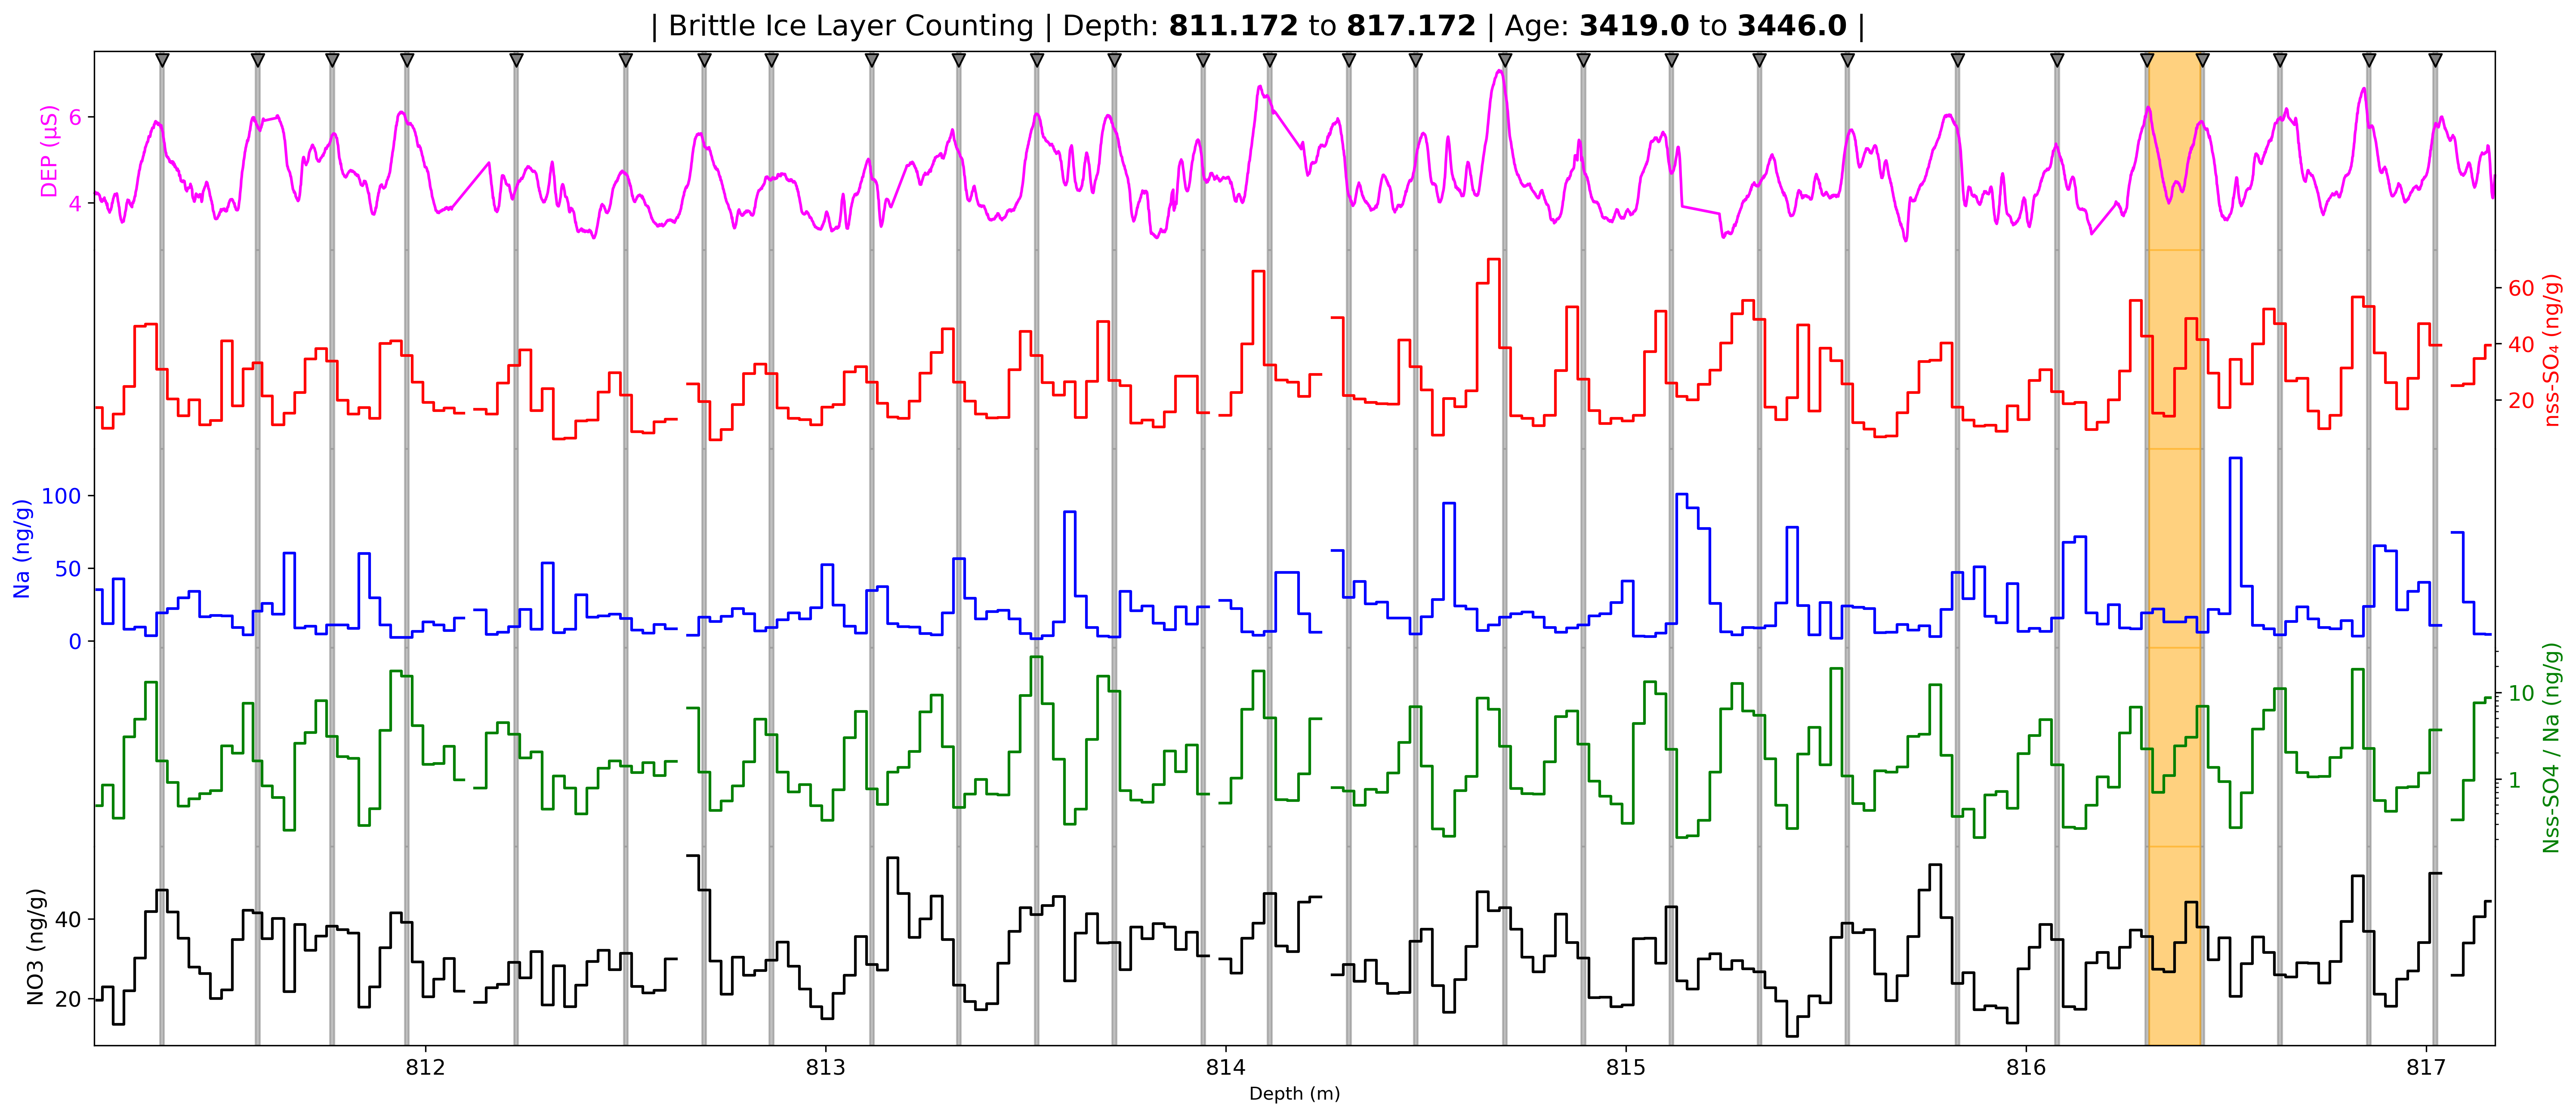 | Brittle Ice Layer Counting | Depth: 811.172 to 817.172 | Age: 3419.0 to 3446.0 |
DEP (µS)
6
4
nss-SO₄ (ng/g)
60
40
20
Na (ng/g)
100
50
0
Nss-SO4 / Na (ng/g)
10
1
NO3 (ng/g)
40
20
812 813 814 815 816 817
Depth (m)